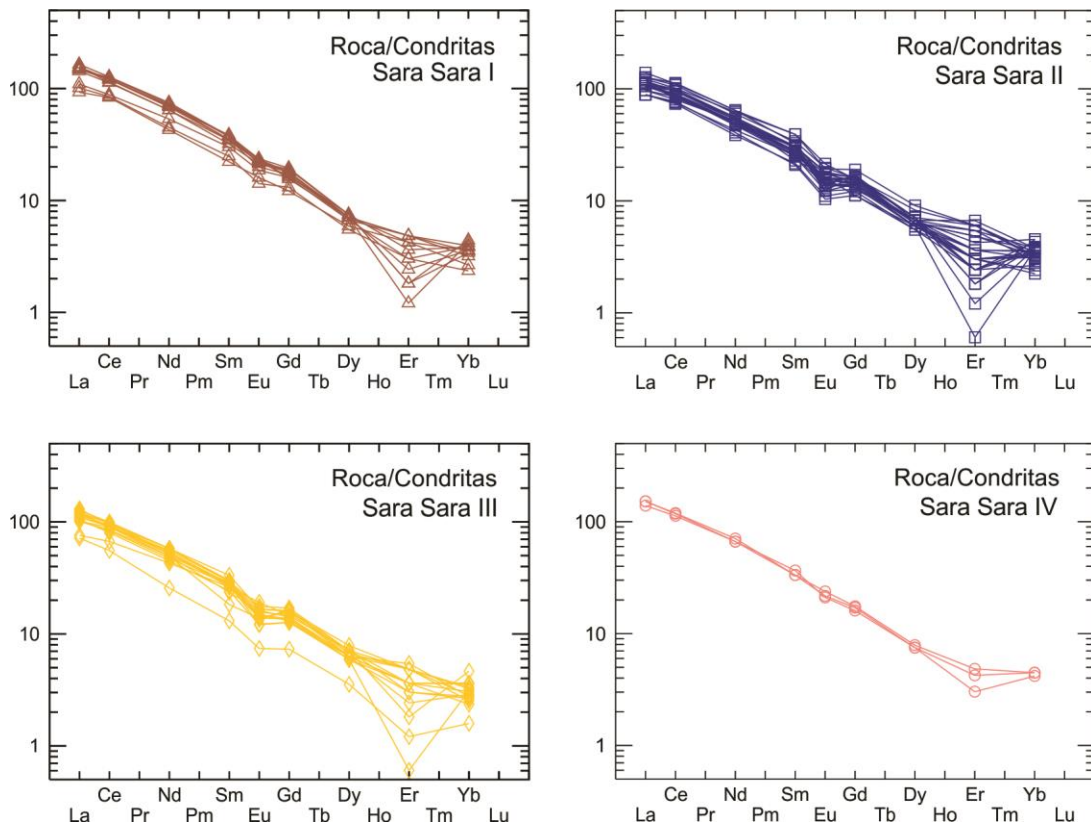 Roca/Condritas
Sara Sara I
100
10
1
Ce Nd Sm Gd Dy Er Yb
La Pr Pm Eu Tb Ho Tm Lu
Roca/Condritas
Sara Sara II
100
10
1
Ce Nd Sm Gd Dy Er Yb
La Pr Pm Eu Tb Ho Tm Lu
Roca/Condritas
Sara Sara III
100
10
1
Ce Nd Sm Gd Dy Er Yb
La Pr Pm Eu Tb Ho Tm Lu
Roca/Condritas
Sara Sara IV
100
10
1
Ce Nd Sm Gd Dy Er Yb
La Pr Pm Eu Tb Ho Tm Lu